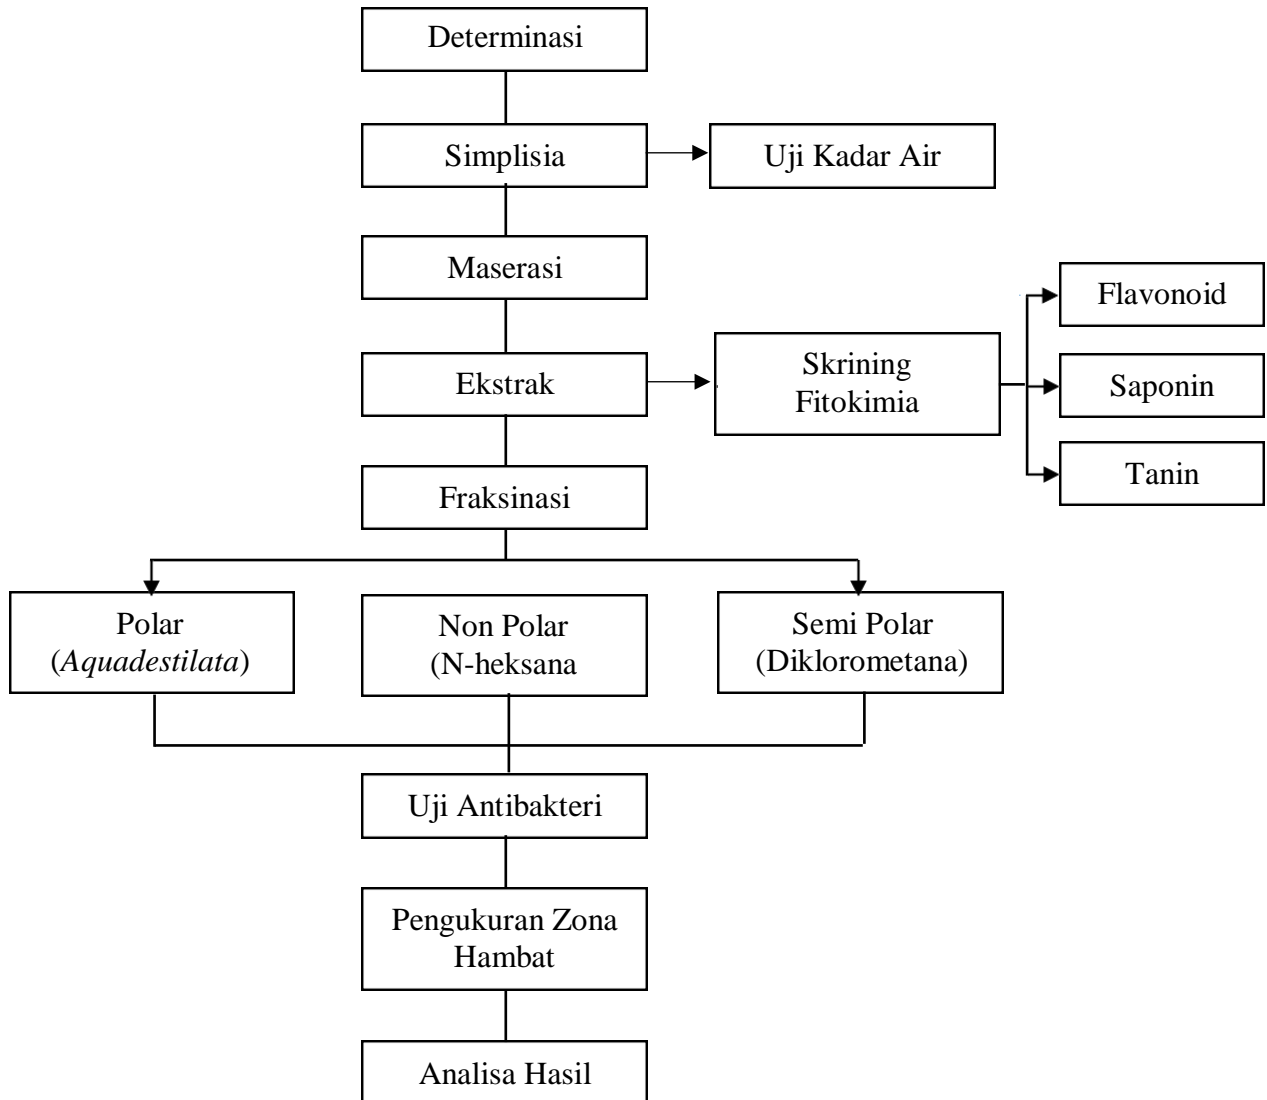 Determinasi
Simplisia
Uji Kadar Air
Maserasi
Ekstrak
Skrining
Fitokimia
Flavonoid
Saponin
Tanin
Fraksinasi
Polar
(Aquadestilata)
Non Polar
(N-heksana
Semi Polar
(Diklorometana)
Uji Antibakteri
Pengukuran Zona
Hambat
Analisa Hasil